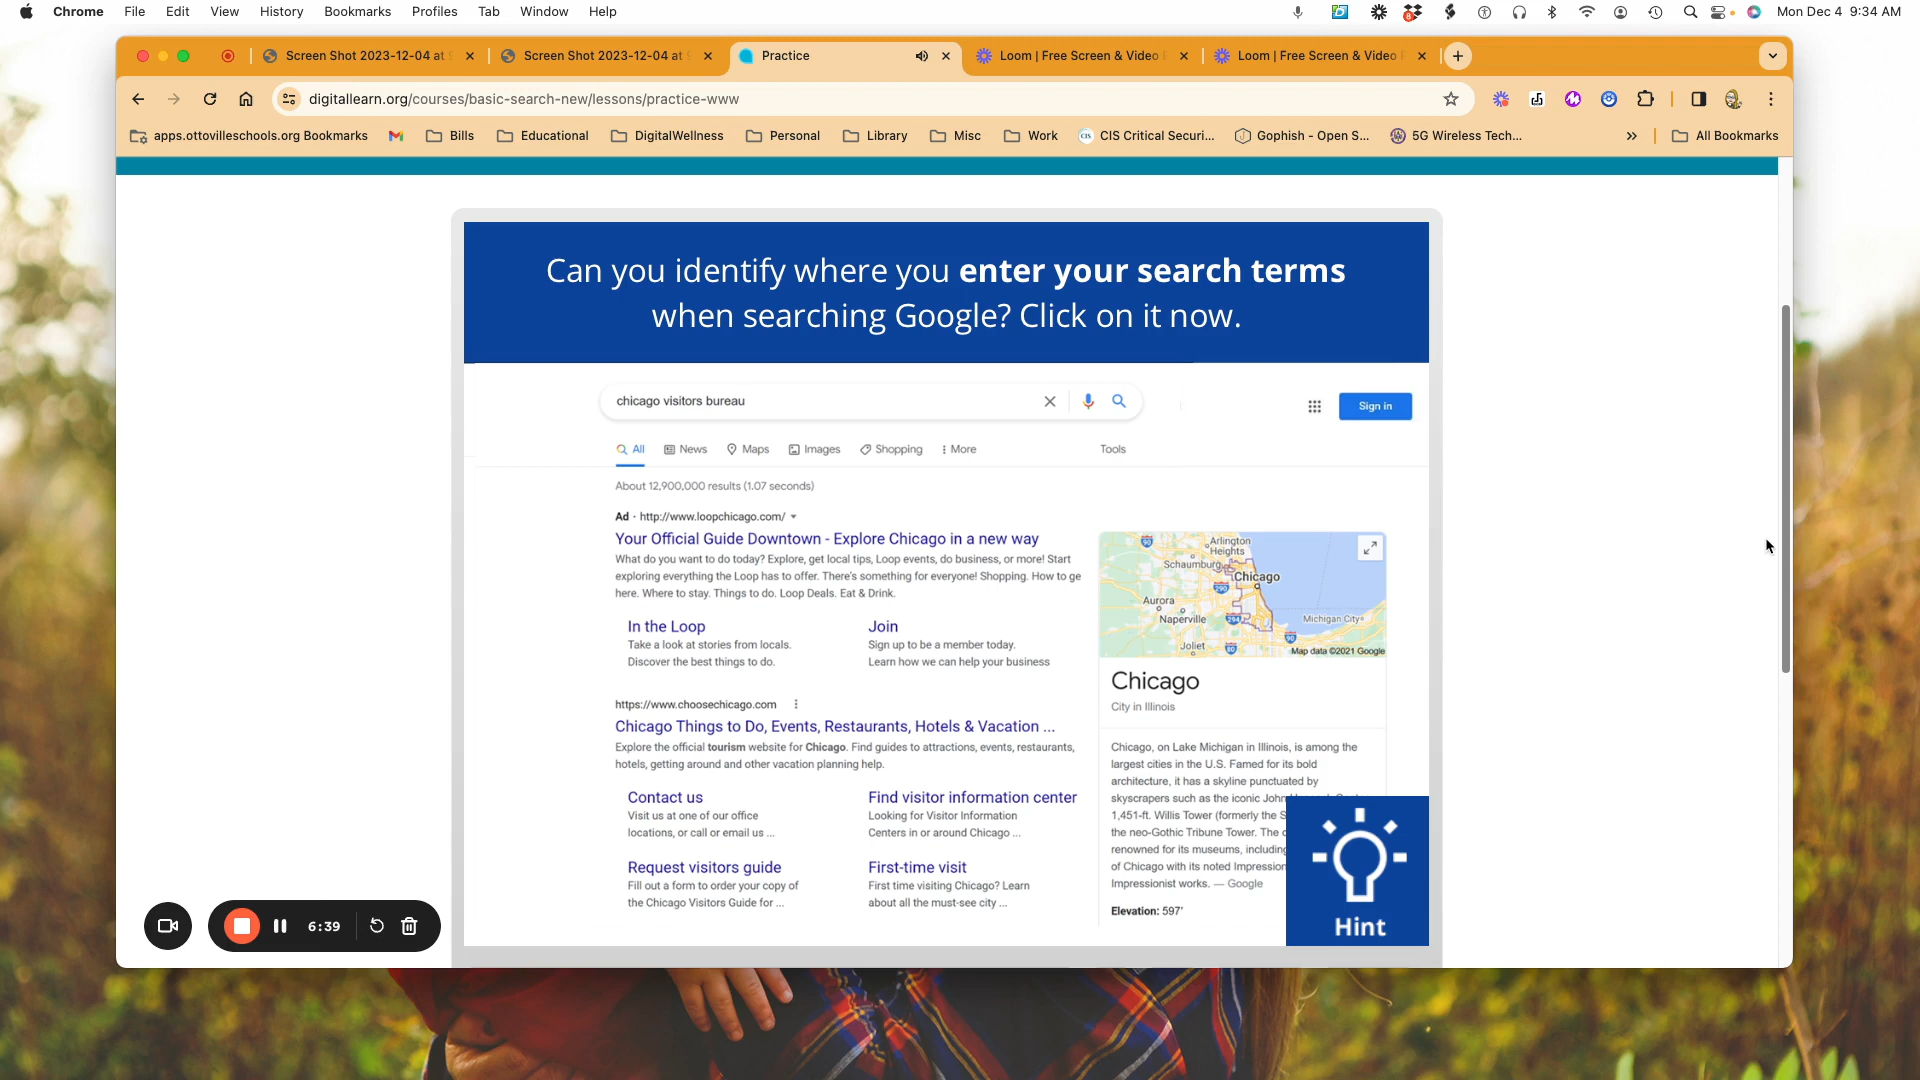 Chrome File Edit View History Bookmarks Profiles Tab Window Help
8
Mon Dec 4 9:34 AM
Screen Shot 2023-12-04 at
Screen Shot 2023-12-04 at
Practice
Loom | Free Screen & Video
Loom | Free Screen & Video
digitallearn.org/courses/basic-search-new/lessons/practice-www
apps.ottovilleschools.org Bookmarks
Bills
Educational
DigitalWellness
Personal
Library
Misc
Work
CIS CIS Critical Securi...
Gophish - Open S...
5G Wireless Tech...
All Bookmarks
Can you identify where you enter your search terms
when searching Google? Click on it now.
chicago visitors bureau
Sign in
All News Maps Images Shopping More Tools
About 12,900,000 results (1.07 seconds)
Ad · http://www.loopchicago.com/
Your Official Guide Downtown - Explore Chicago in a new way
What do you want to do today? Explore, get local tips, Loop events, do business, or more! Start
exploring everything the Loop has to offer. There's something for everyone! Shopping. How to go
here. Where to stay. Things to do. Loop Deals. Eat & Drink.
In the Loop
Take a look at stories from locals.
Discover the best things to do.
Join
Sign up to be a member today.
Learn how we can help your business
https://www.choosechicago.com
Chicago Things to Do, Events, Restaurants, Hotels & Vacation ...
Explore the official tourism website for Chicago. Find guides to attractions, events, restaurants,
hotels, getting around and other vacation planning help.
Contact us
Visit us at one of our office
locations, or call or email us ...
Find visitor information center
Looking for Visitor Information
Centers in or around Chicago ...
Request visitors guide
Fill out a form to order your copy of
the Chicago Visitors Guide for ...
First-time visit
First time visiting Chicago? Learn
about all the must-see city ...
90
Arlington
Heights
Schaumburg
Chicago
290
Aurora
Naperville
294
Michigan City
90
Joliet
80
Map data ©2021 Google
Chicago
City in Illinois
Chicago, on Lake Michigan in Illinois, is among the
largest cities in the U.S. Famed for its bold
architecture, it has a skyline punctuated by
skyscrapers such as the iconic John
1,451-ft. Willis Tower (formerly the S
the neo-Gothic Tribune Tower. The
renowned for its museums, including
of Chicago with its noted Impression
Impressionist works. — Google
Elevation: 597'
Hint
6:39